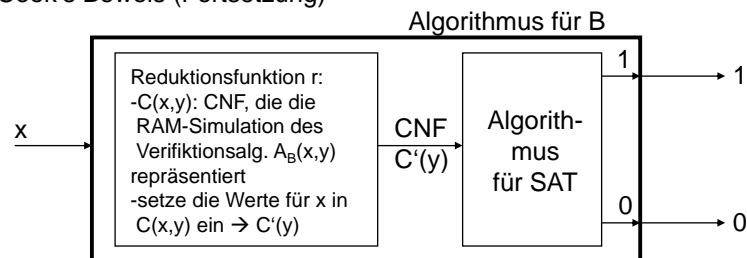 Cook's Beweis (Fortsetzung)
Algorithmus für B
Reduktionsfunktion r:
-C(x,y): CNF, die die
RAM-Simulation des
Verifiktionsalg. A_B(x,y)
repräsentiert
-setze die Werte für x in
C(x,y) ein → C‘(y)
x
CNF
C‘(y)
Algorith-
mus
für SAT
1
1
0
0